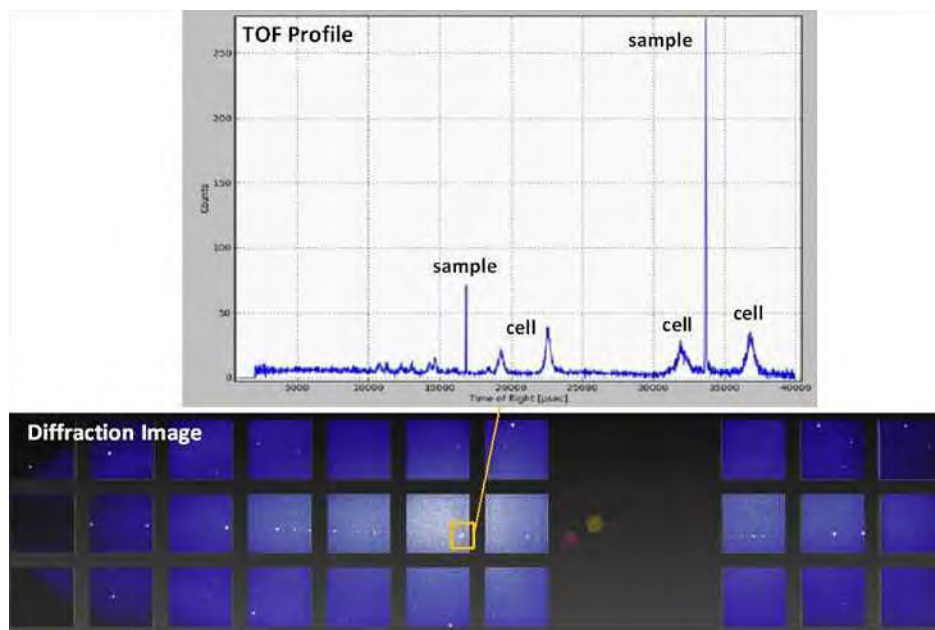 TOF Profile
sample
250
200
Counts
150
100
sample
50
cell
cell
cell
0
5000 10000 15000 20000 25000 30000 35000 40000
Time of flight [μsec]
Diffraction Image